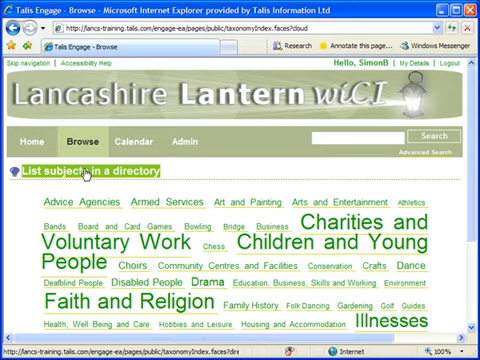 Talis Engage - Browse - Microsoft Internet Explorer provided by Talis Information Ltd
http://lancs-training.talis.com/engage-ea/pages/public/taxonomyIndex.faces?cloud
Research Annotate this page... Windows Messenger
Talis Engage - Browse
Skip navigation | Accessibility Help Hello, SimonB | My Details | Logout
Lancashire Lantern wiCI
Home Browse Calendar Admin Search
Advanced Search
List subjects in a directory
Advice Agencies Armed Services Art and Painting Arts and Entertainment Athletics
Bands Board and Card Games Bowling Bridge Business Charities and
Voluntary Work Chess Children and Young
People Choirs Community Centres and Facilities Conservation Crafts Dance
Deafblind People Disabled People Drama Education, Business, Skills and Working Environment
Faith and Religion Family History Folk Dancing Gardening Golf Guides
Health, Well Being and Care Hobbies and Leisure Housing and Accommodation Illnesses
http://lancs-training.talis.com/engage-ea/pages/public/taxonomyIndex.faces?dire Internet 100%